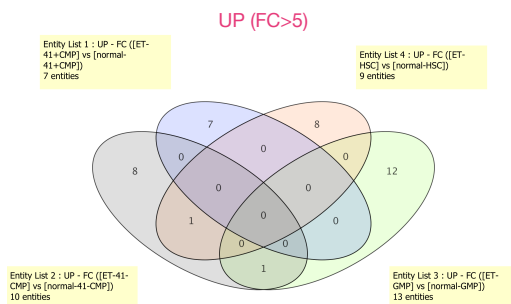 UP (FC>5)
Entity List 1 : UP - FC ([ET-
41+CMP] vs [normal-
41+CMP])
7 entities
Entity List 4 : UP - FC ([ET-
HSC] vs [normal-HSC])
9 entities
7
8
0
0
0
8
12
0
0
1
0
0
0
0
1
Entity List 2 : UP - FC ([ET-41-
CMP] vs [normal-41-CMP])
10 entities
Entity List 3 : UP - FC ([ET-
GMP] vs [normal-GMP])
13 entities